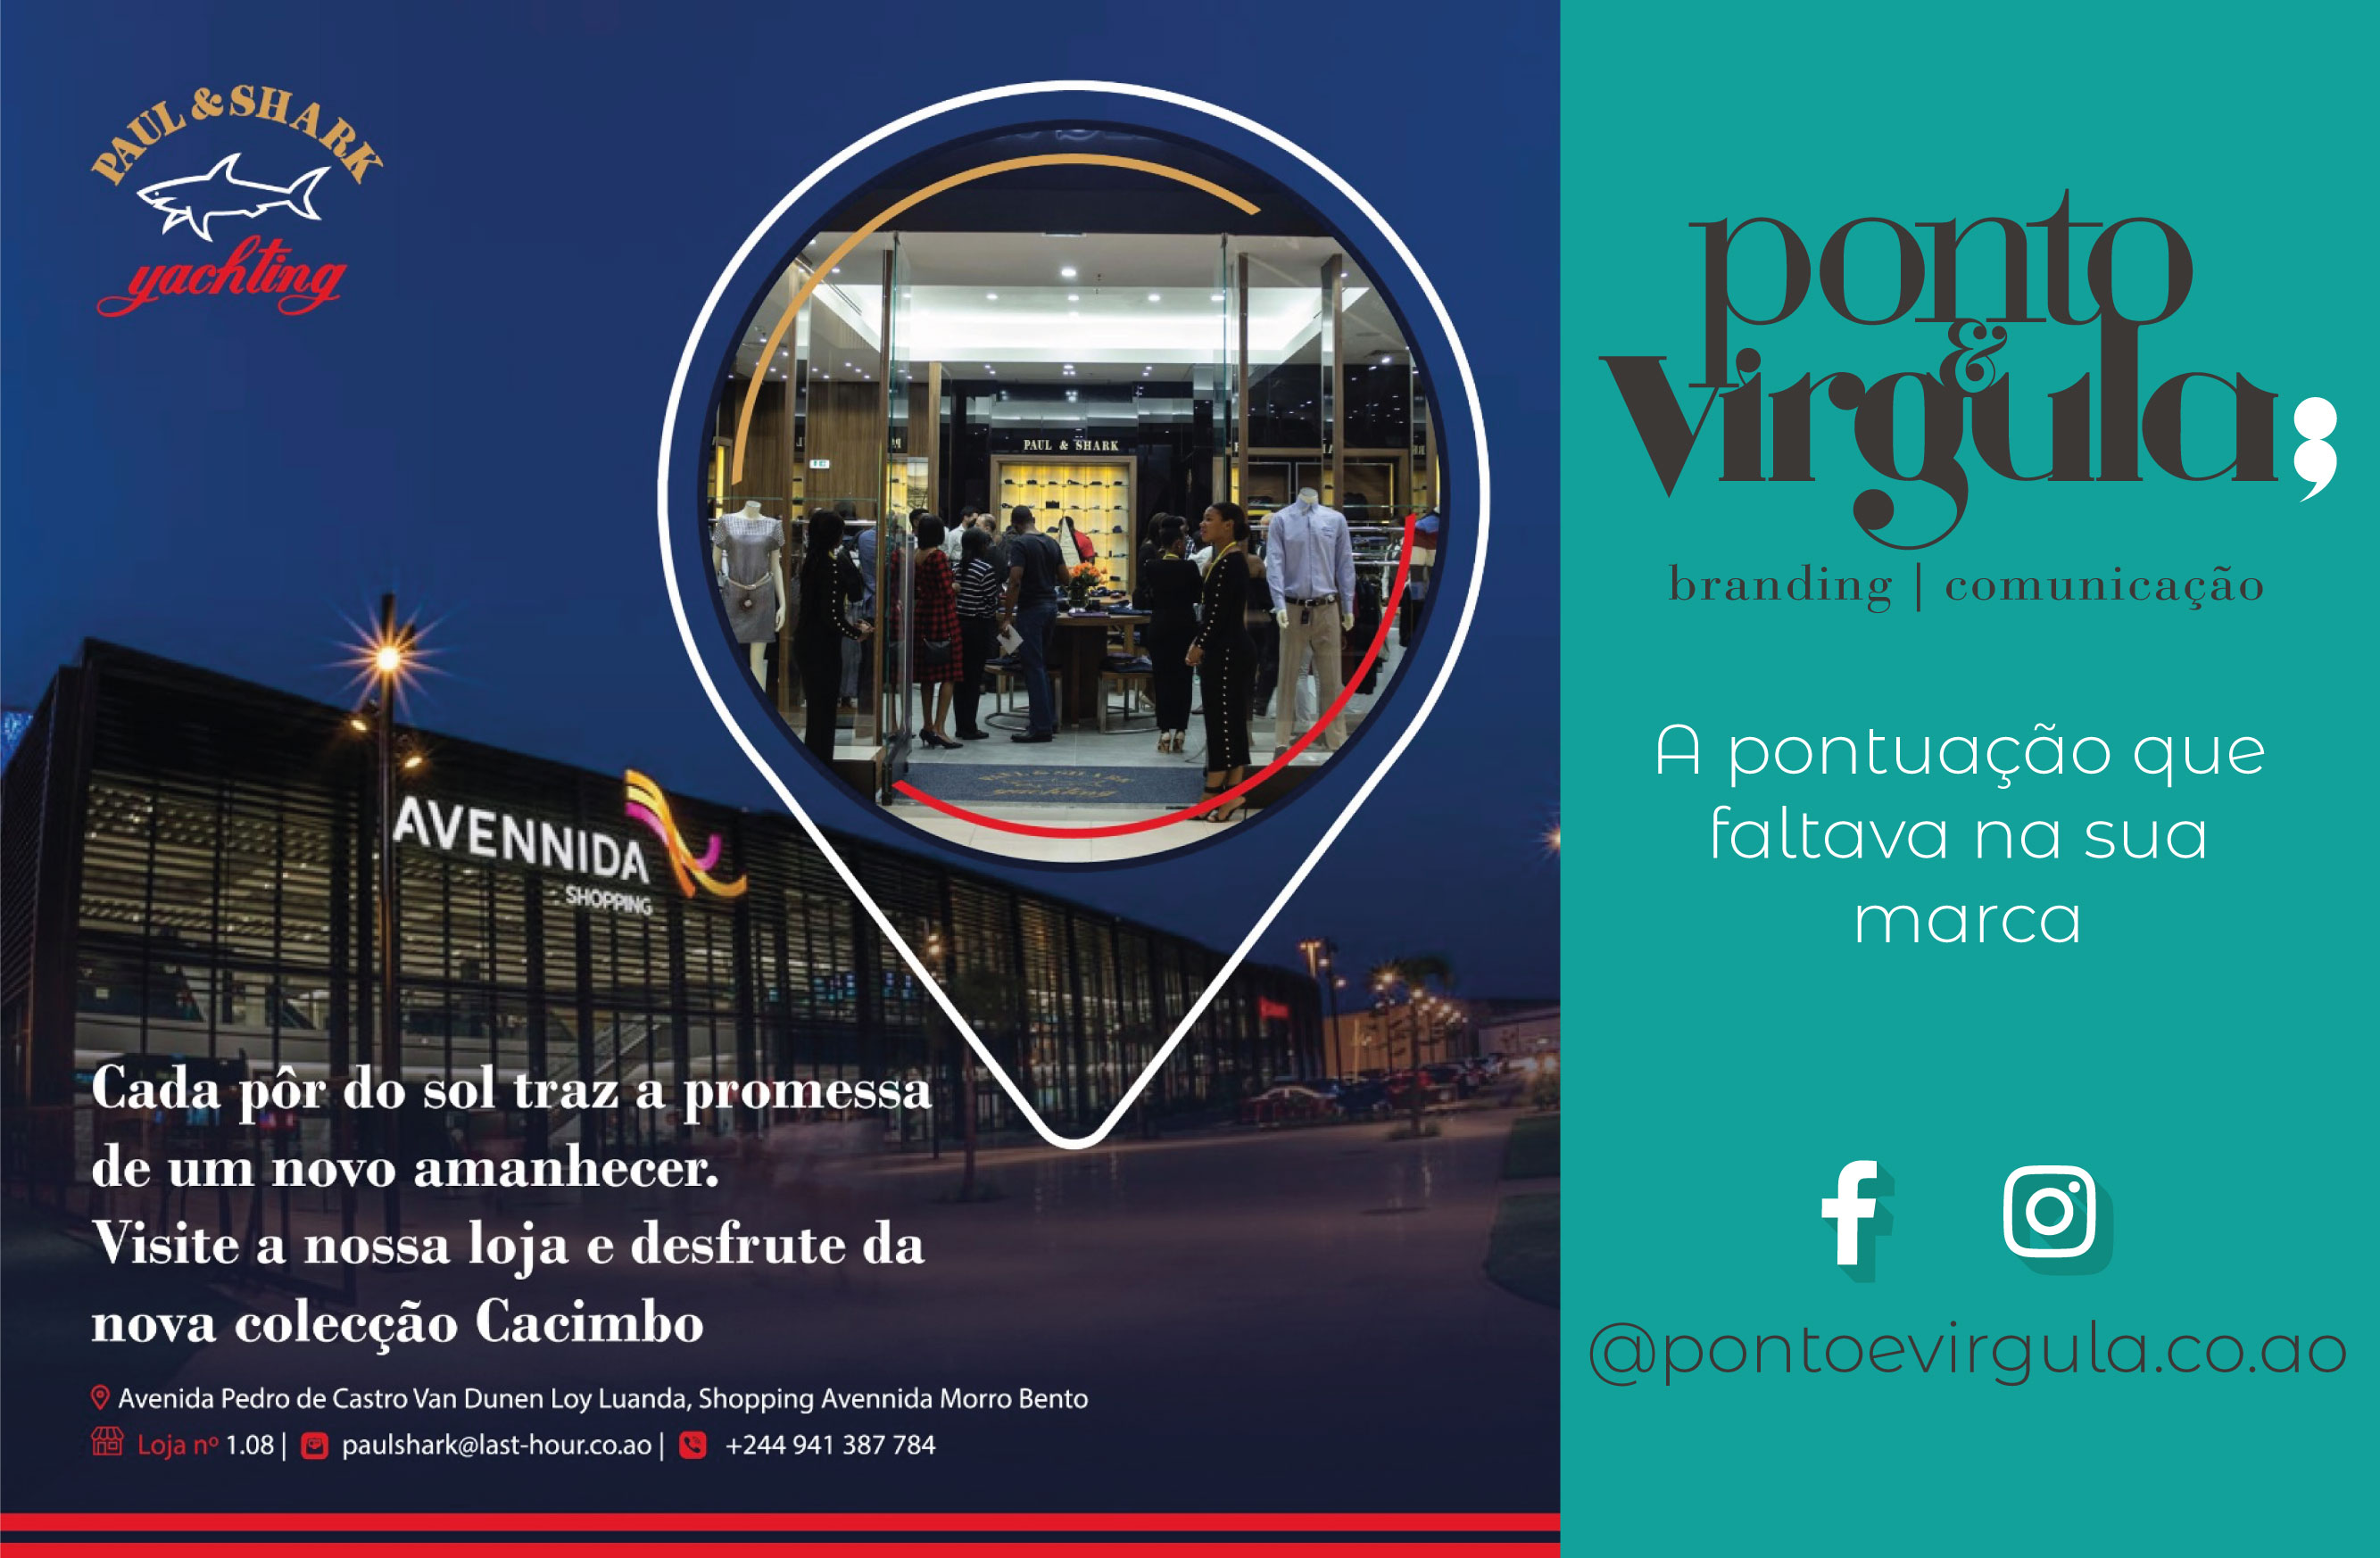 PAUL & SHARK
yachting
PAUL & SHARK
PAUL & SHARK
yachting
AVENNIDA
SHOPPING
Cada pôr do sol traz a promessa
de um novo amanhecer.
Visite a nossa loja e desfrute da
nova colecção Cacimbo
Avenida Pedro de Castro Van Dunen Loy Luanda, Shopping Avennida Morro Bento
Loja nº 1.08 | paulshark@last-hour.co.ao | +244 941 387 784
ponto
&
virgula;
branding | comunicação
A pontuação que
faltava na sua
marca
@pontoevirgula.co.ao